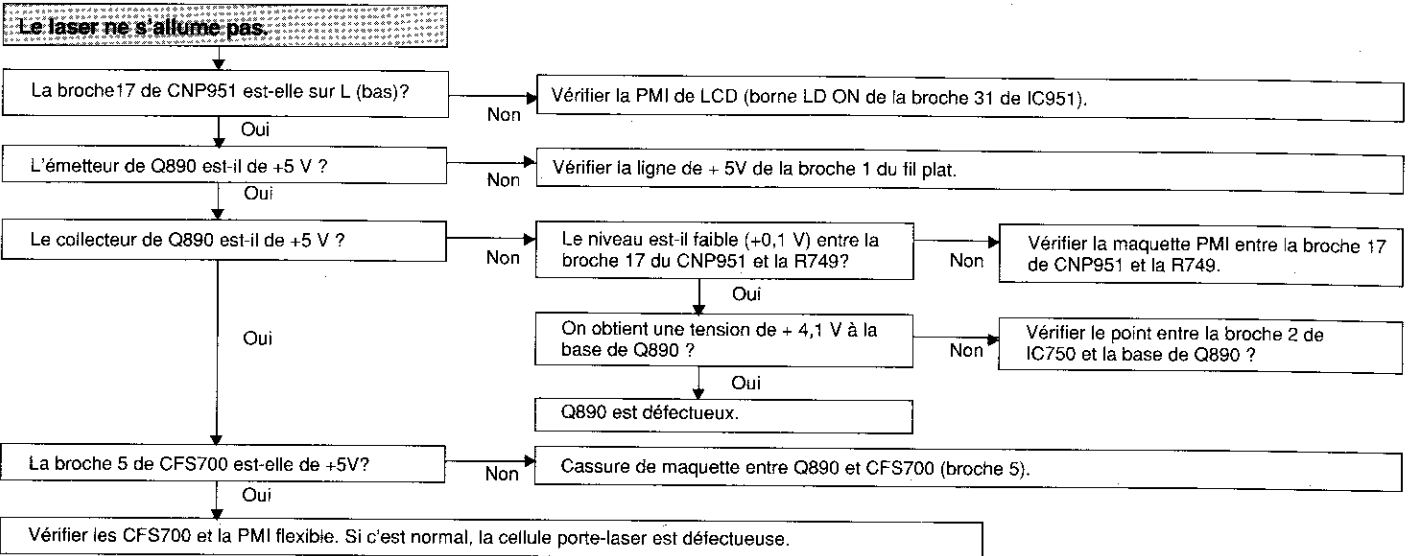 Le laser ne s'allume pas.
La broche17 de CNP951 est-elle sur L (bas)?
Non
Vérifier la PMI de LCD (borne LD ON de la broche 31 de IC951).
Oui
L'émetteur de Q890 est-il de +5 V ?
Non
Vérifier la ligne de + 5V de la broche 1 du fil plat.
Oui
Le collecteur de Q890 est-il de +5 V ?
Non
Le niveau est-il faible (+0,1 V) entre la
broche 17 du CNP951 et la R749?
Non
Vérifier la maquette PMI entre la broche 17
de CNP951 et la R749.
Oui
Oui
On obtient une tension de + 4,1 V à la
base de Q890 ?
Non
Vérifier le point entre la broche 2 de
IC750 et la base de Q890 ?
Oui
Q890 est défectueux.
La broche 5 de CFS700 est-elle de +5V?
Non
Cassure de maquette entre Q890 et CFS700 (broche 5).
Oui
Vérifier les CFS700 et la PMI flexible. Si c'est normal, la cellule porte-laser est défectueuse.